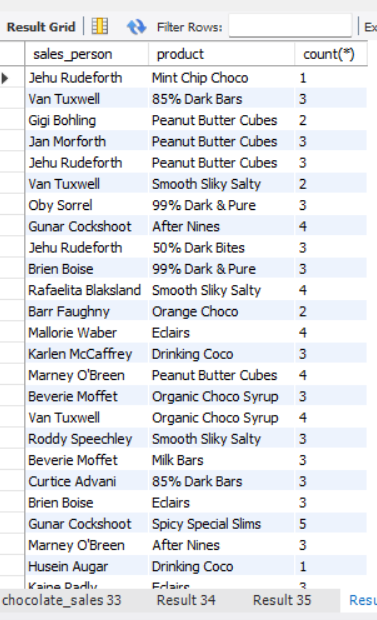 Result Grid Filter Rows: Ex
sales_person product count(*)
Jehu Rudeforth Mint Chip Choco 1
Van Tuxwell 85% Dark Bars 3
Gigi Bohling Peanut Butter Cubes 2
Jan Morforth Peanut Butter Cubes 3
Jehu Rudeforth Peanut Butter Cubes 3
Van Tuxwell Smooth Sliky Salty 2
Oby Sorrel 99% Dark & Pure 3
Gunar Cockshoot After Nines 4
Jehu Rudeforth 50% Dark Bites 3
Brien Boise 99% Dark & Pure 3
Rafaelita Blaksland Smooth Sliky Salty 4
Barr Faughny Orange Choco 2
Mallorie Waber Eclairs 4
Karlen McCaffrey Drinking Coco 3
Marney O'Breen Peanut Butter Cubes 4
Beverie Moffet Organic Choco Syrup 3
Van Tuxwell Organic Choco Syrup 4
Roddy Speechley Smooth Sliky Salty 3
Beverie Moffet Milk Bars 3
Curtice Advani 85% Dark Bars 3
Brien Boise Eclairs 3
Gunar Cockshoot Spicy Special Slims 5
Marney O'Breen After Nines 3
Husein Augar Drinking Coco 1
Kaine Padly Eclairs 3
chocolate_sales 33 Result 34 Result 35 Resu